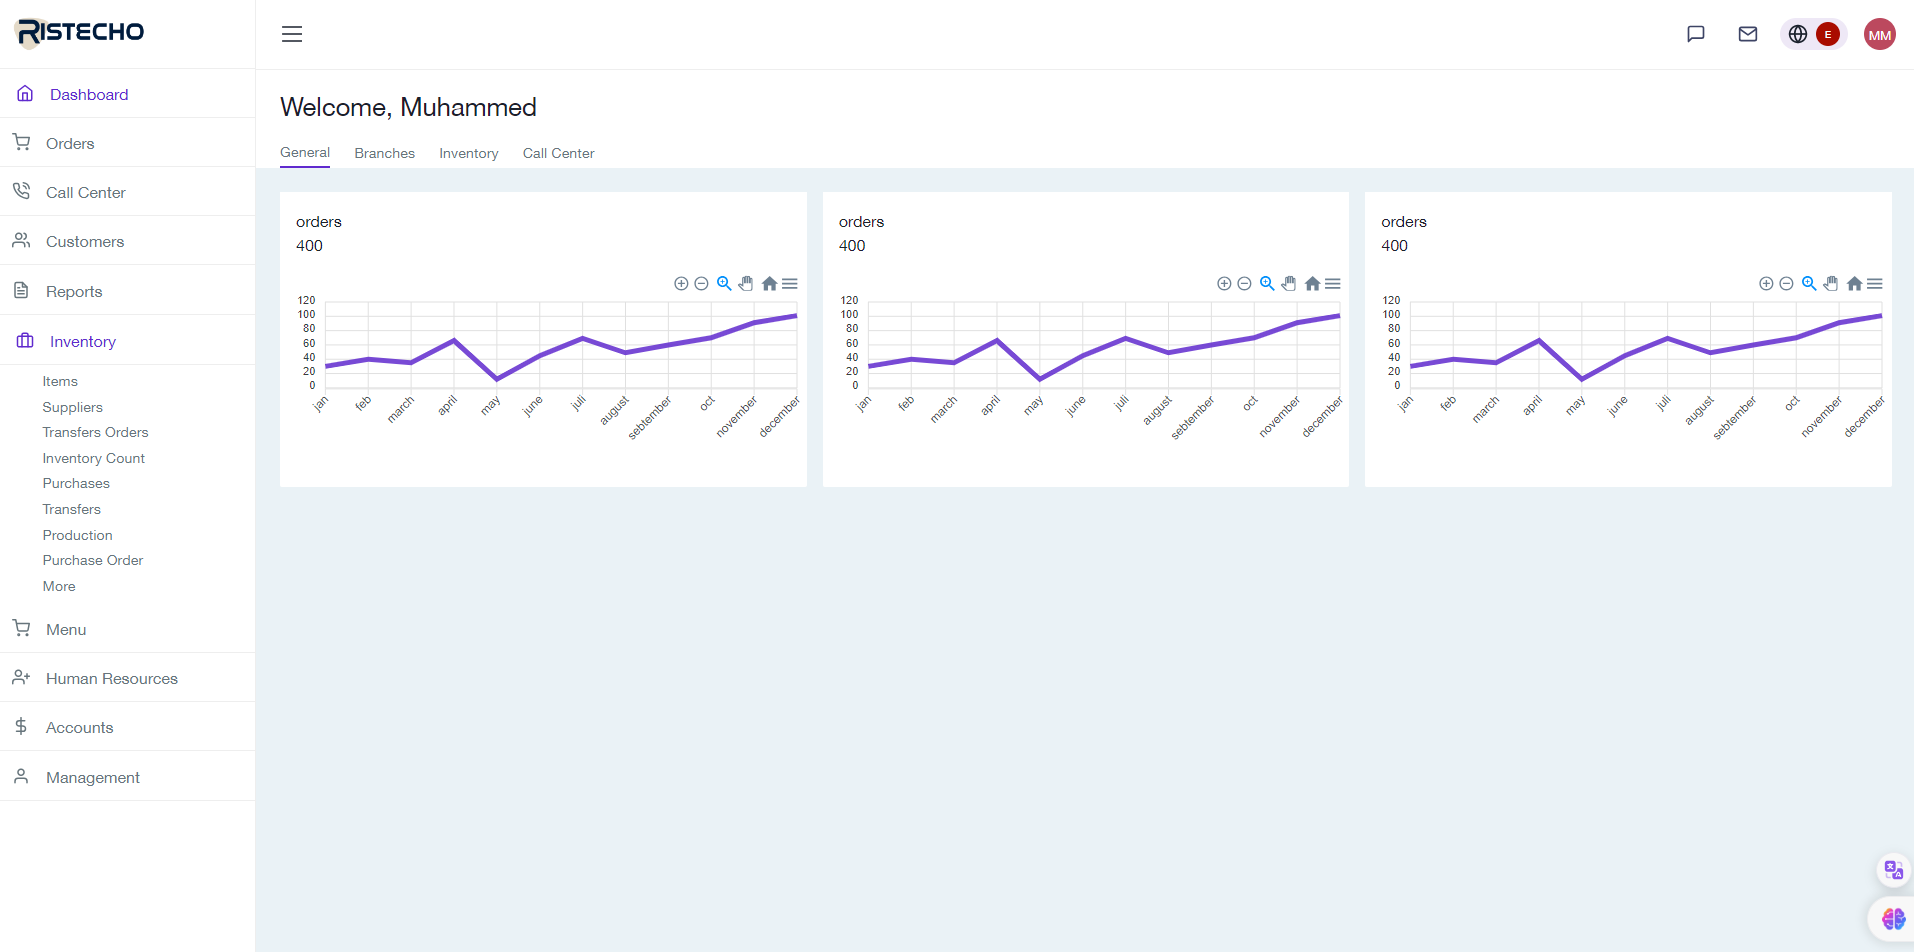 RISTECHO
E
MM
Dashboard
Orders
Call Center
Customers
Reports
Inventory
Items
Suppliers
Transfers Orders
Inventory Count
Purchases
Transfers
Production
Purchase Order
More
Menu
Human Resources
Accounts
Management
Welcome, Muhammed
General Branches Inventory Call Center
orders
400
120
100
80
60
40
20
0
jan feb march april may june juli august sebtember oct november december
orders
400
120
100
80
60
40
20
0
jan feb march april may june juli august sebtember oct november december
orders
400
120
100
80
60
40
20
0
jan feb march april may june juli august sebtember oct november december